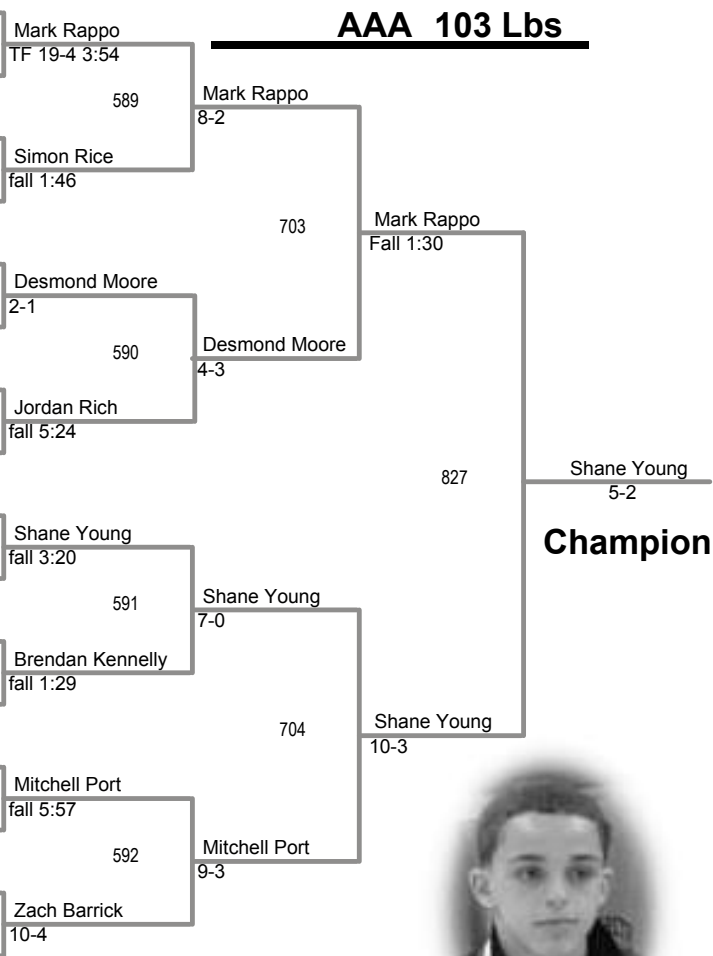 AAA 103 Lbs
Mark Rappo
TF 19-4 3:54
589
Mark Rappo
8-2
Simon Rice
fall 1:46
703
Mark Rappo
Fall 1:30
Desmond Moore
2-1
590
Desmond Moore
4-3
Jordan Rich
fall 5:24
827
Shane Young
5-2
Champion
Shane Young
fall 3:20
591
Shane Young
7-0
Brendan Kennelly
fall 1:29
704
Shane Young
10-3
Mitchell Port
fall 5:57
592
Mitchell Port
9-3
Zach Barrick
10-4